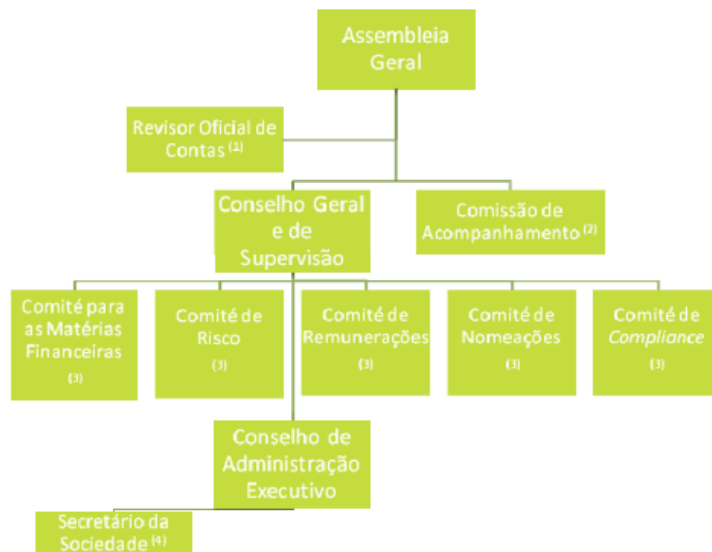 Assembleia
Geral
Revisor Oficial de
Contas (1)
Conselho Geral
e de
Supervisão
Comissão de
Acompanhamento (2)
Comité para
as Matérias
Financeiras
(3)
Comité de
Risco
(3)
Comité de
Remunerações
(3)
Comité de
Nomeações
(3)
Comité de
Compliance
(3)
Conselho de
Administração
Executivo
Secretário da
Sociedade (4)